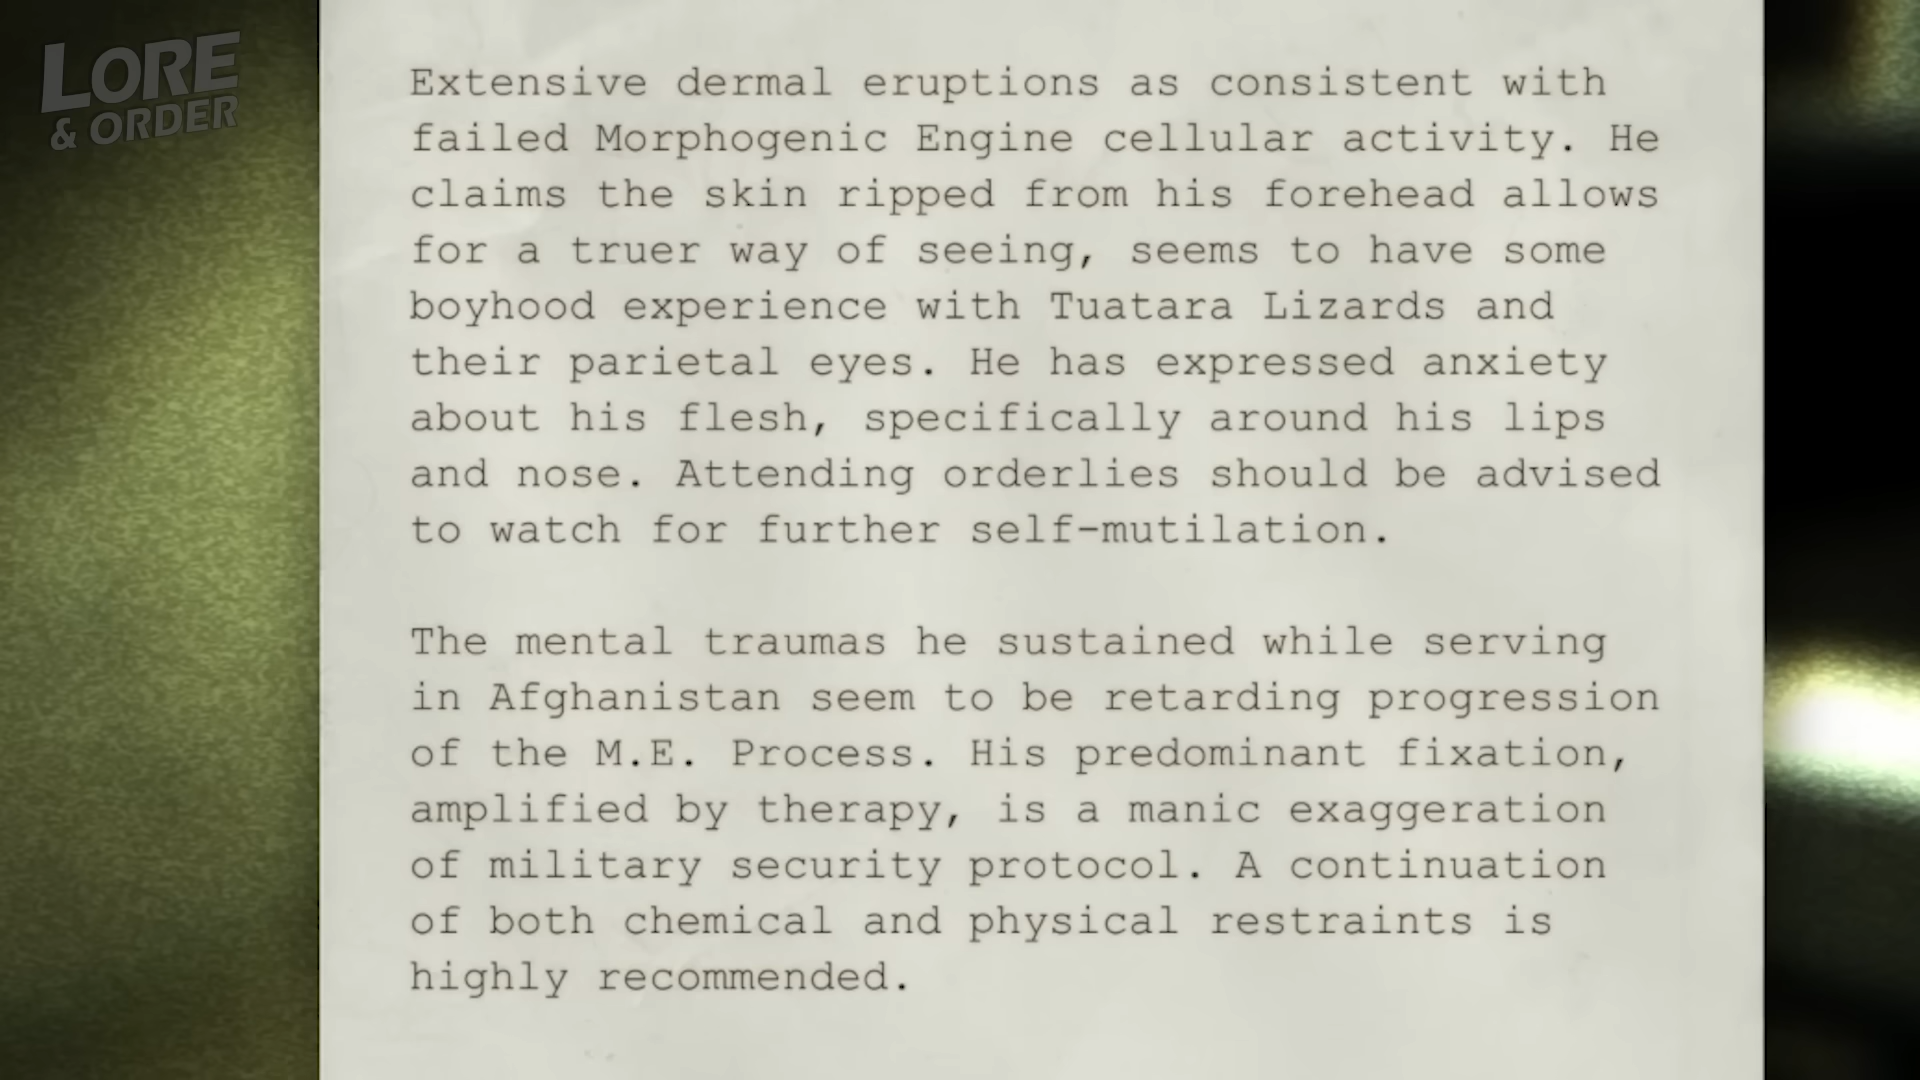 LORE
& ORDER
Extensive dermal eruptions as consistent with
failed Morphogenic Engine cellular activity. He
claims the skin ripped from his forehead allows
for a truer way of seeing, seems to have some
boyhood experience with Tuatara Lizards and
their parietal eyes. He has expressed anxiety
about his flesh, specifically around his lips
and nose. Attending orderlies should be advised
to watch for further self-mutilation.
The mental traumas he sustained while serving
in Afghanistan seem to be retarding progression
of the M.E. Process. His predominant fixation,
amplified by therapy, is a manic exaggeration
of military security protocol. A continuation
of both chemical and physical restraints is
highly recommended.